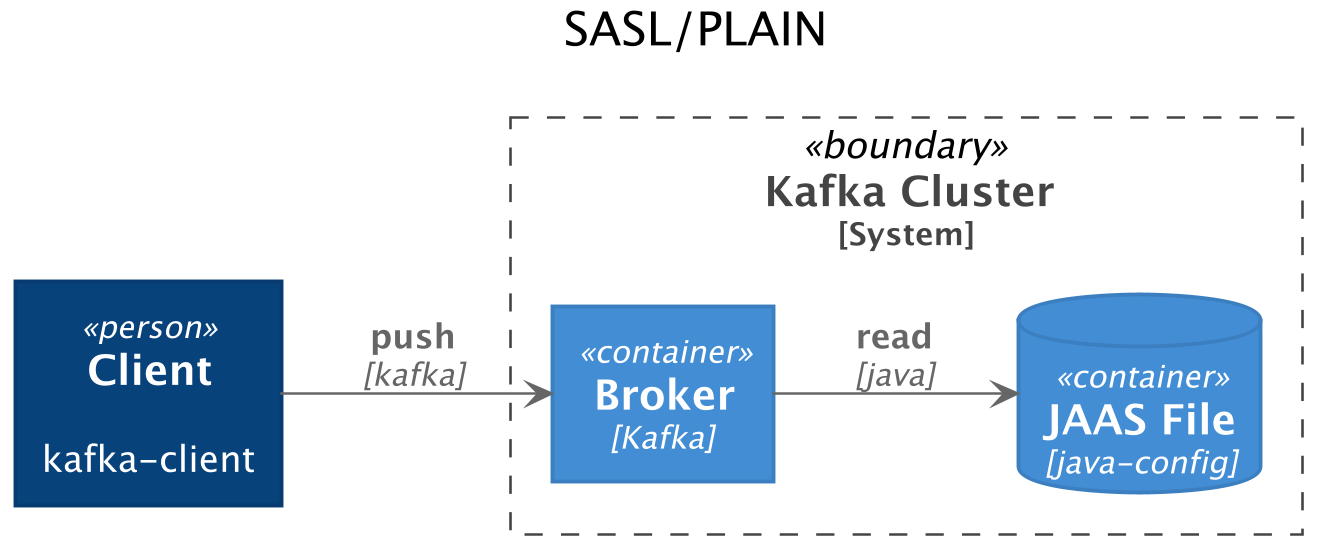 SASL/PLAIN
«boundary»
Kafka Cluster
[System]
«person»
Client
kafka-client
push
[kafka]
«container»
Broker
[Kafka]
read
[java]
«container»
JAAS File
[java-config]